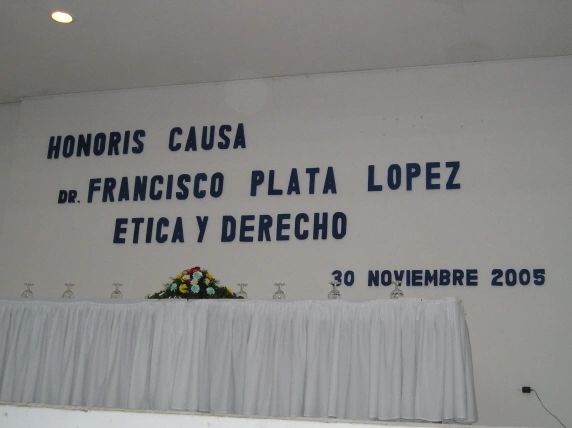 HONORIS CAUSA
DR. FRANCISCO PLATA LOPEZ
ETICA Y DERECHO
30 NOVIEMBRE 2005